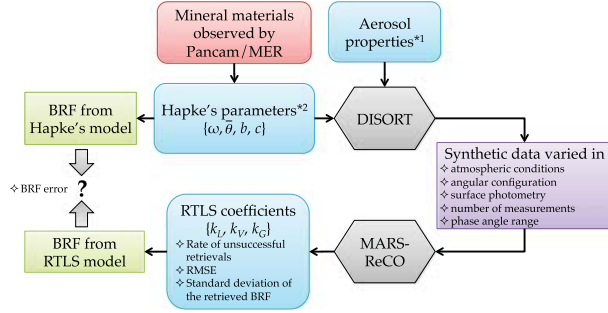 Mineral materials
observed by
Pancam/MER
Aerosol
properties*1
BRF from
Hapke's model
Hapke's parameters*2
{ω, θ̅, b, c}
DISORT
Synthetic data varied in
✧ atmospheric conditions
✧ angular configuration
✧ surface photometry
✧ number of measurements
✧ phase angle range
✧ BRF error
?
RTLS coefficients
{kL, kV, kG}
✧ Rate of unsuccessful
retrievals
✧ RMSE
✧ Standard deviation of
the retrieved BRF
MARS-
ReCO
BRF from
RTLS model